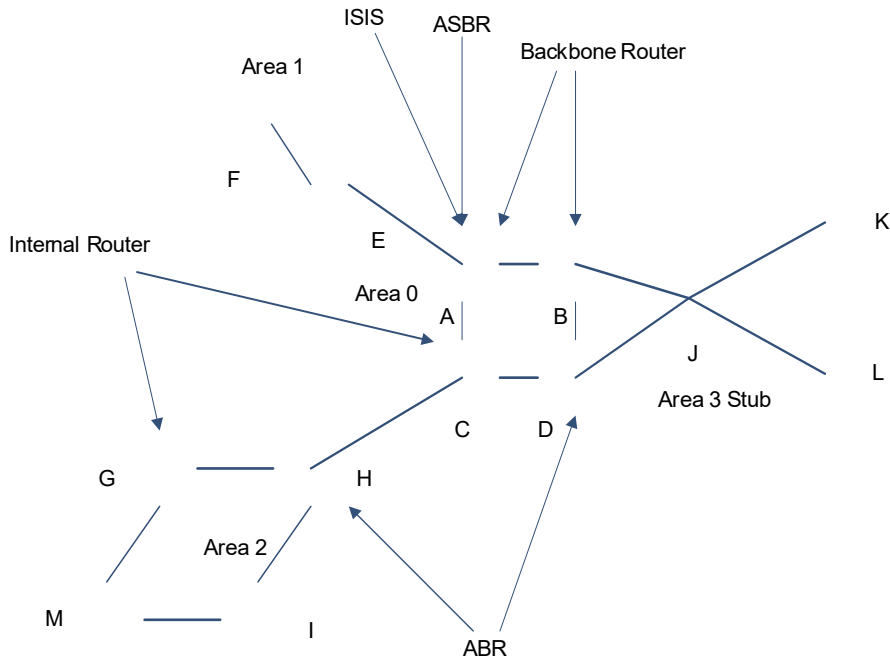 ISIS
ASBR
Backbone Router
Area 1
F
K
Internal Router
E
Area 0
A
B
J
L
Area 3 Stub
C
D
G
H
Area 2
M
I
ABR